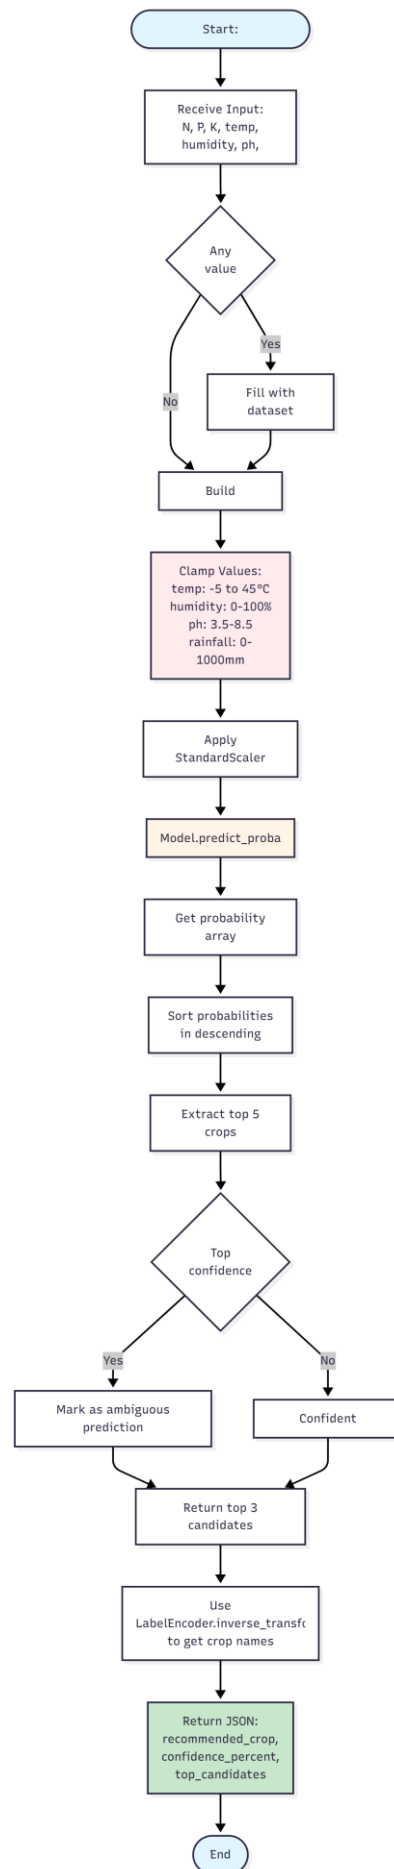 Start:
Receive Input:
N, P, K, temp,
humidity, ph,
Any
value
Yes
No
Fill with
dataset
Build
Clamp Values:
temp: -5 to 45°C
humidity: 0-100%
ph: 3.5-8.5
rainfall: 0-
1000mm
Apply
StandardScaler
Model.predict_proba
Get probability
array
Sort probabilities
in descending
Extract top 5
crops
Top
confidence
Yes
No
Mark as ambiguous
prediction
Confident
Return top 3
candidates
Use
LabelEncoder.inverse_transfo
to get crop names
Return JSON:
recommended_crop,
confidence_percent,
top_candidates
End